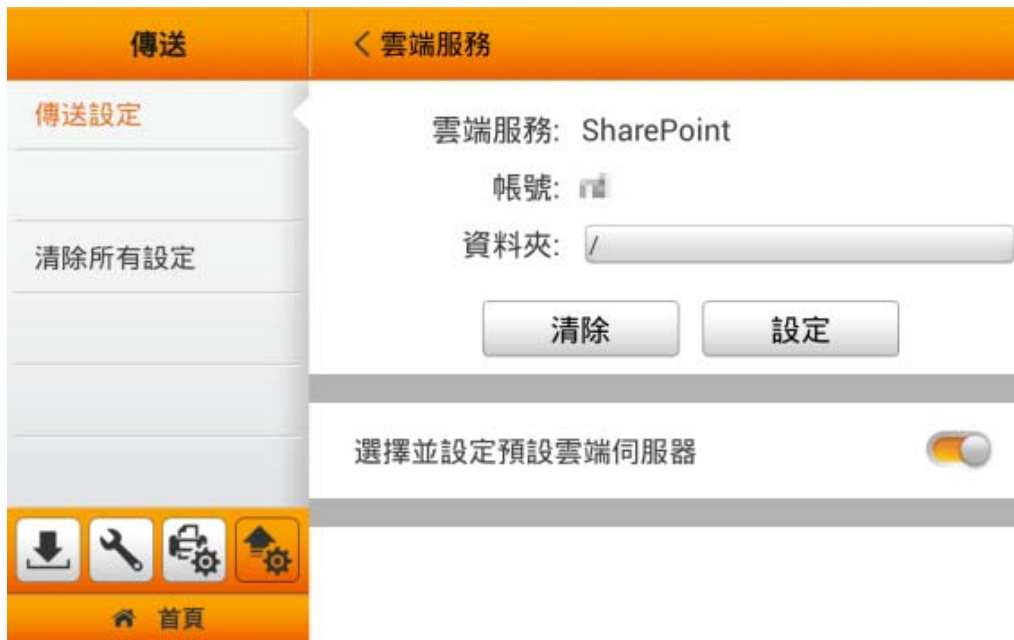 傳送
雲端服務
傳送設定
清除所有設定
雲端服務: SharePoint
帳號:
資料夾: /
清除
設定
選擇並設定預設雲端伺服器
首頁